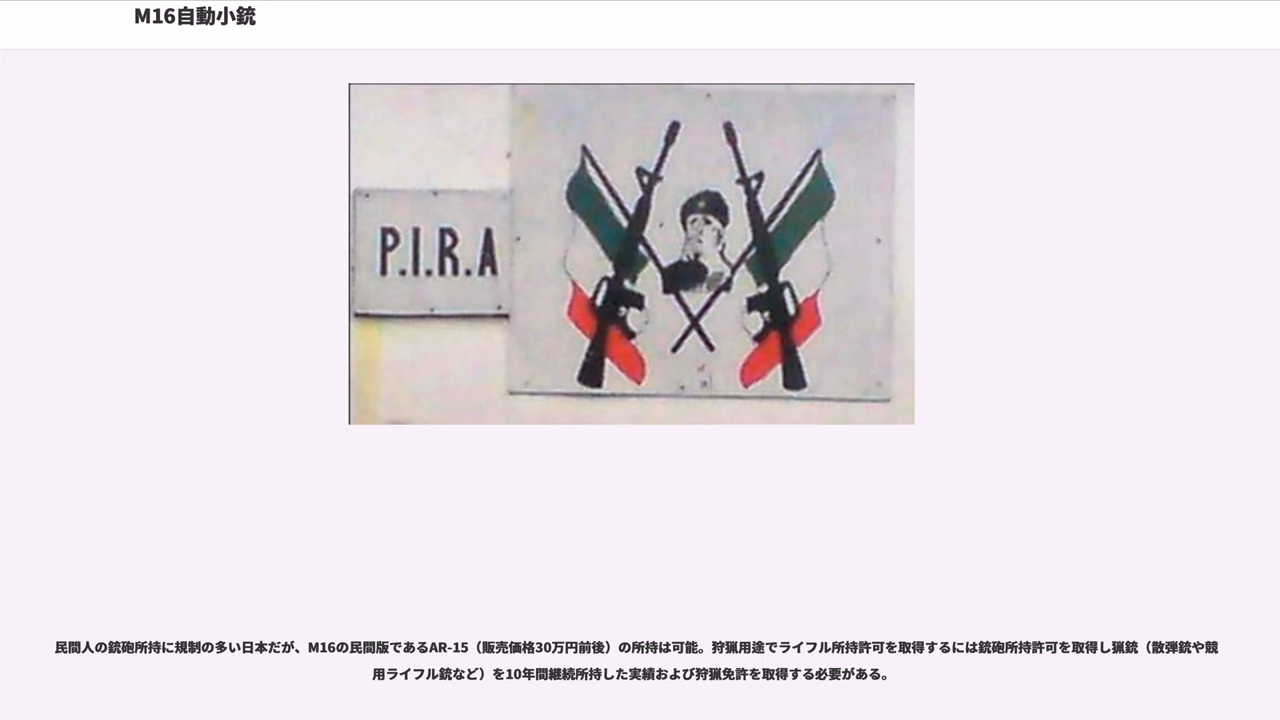 M16自動小銃
P.I.R.A
民間人の銃砲所持に規制の多い日本だが、M16の民間版であるAR-15（販売価格30万円前後）の所持は可能。狩猟用途でライフル所持許可を取得するには銃砲所持許可を取得し猟銃（散弾銃や競
用ライフル銃など）を10年間継続所持した実績および狩猟免許を取得する必要がある。